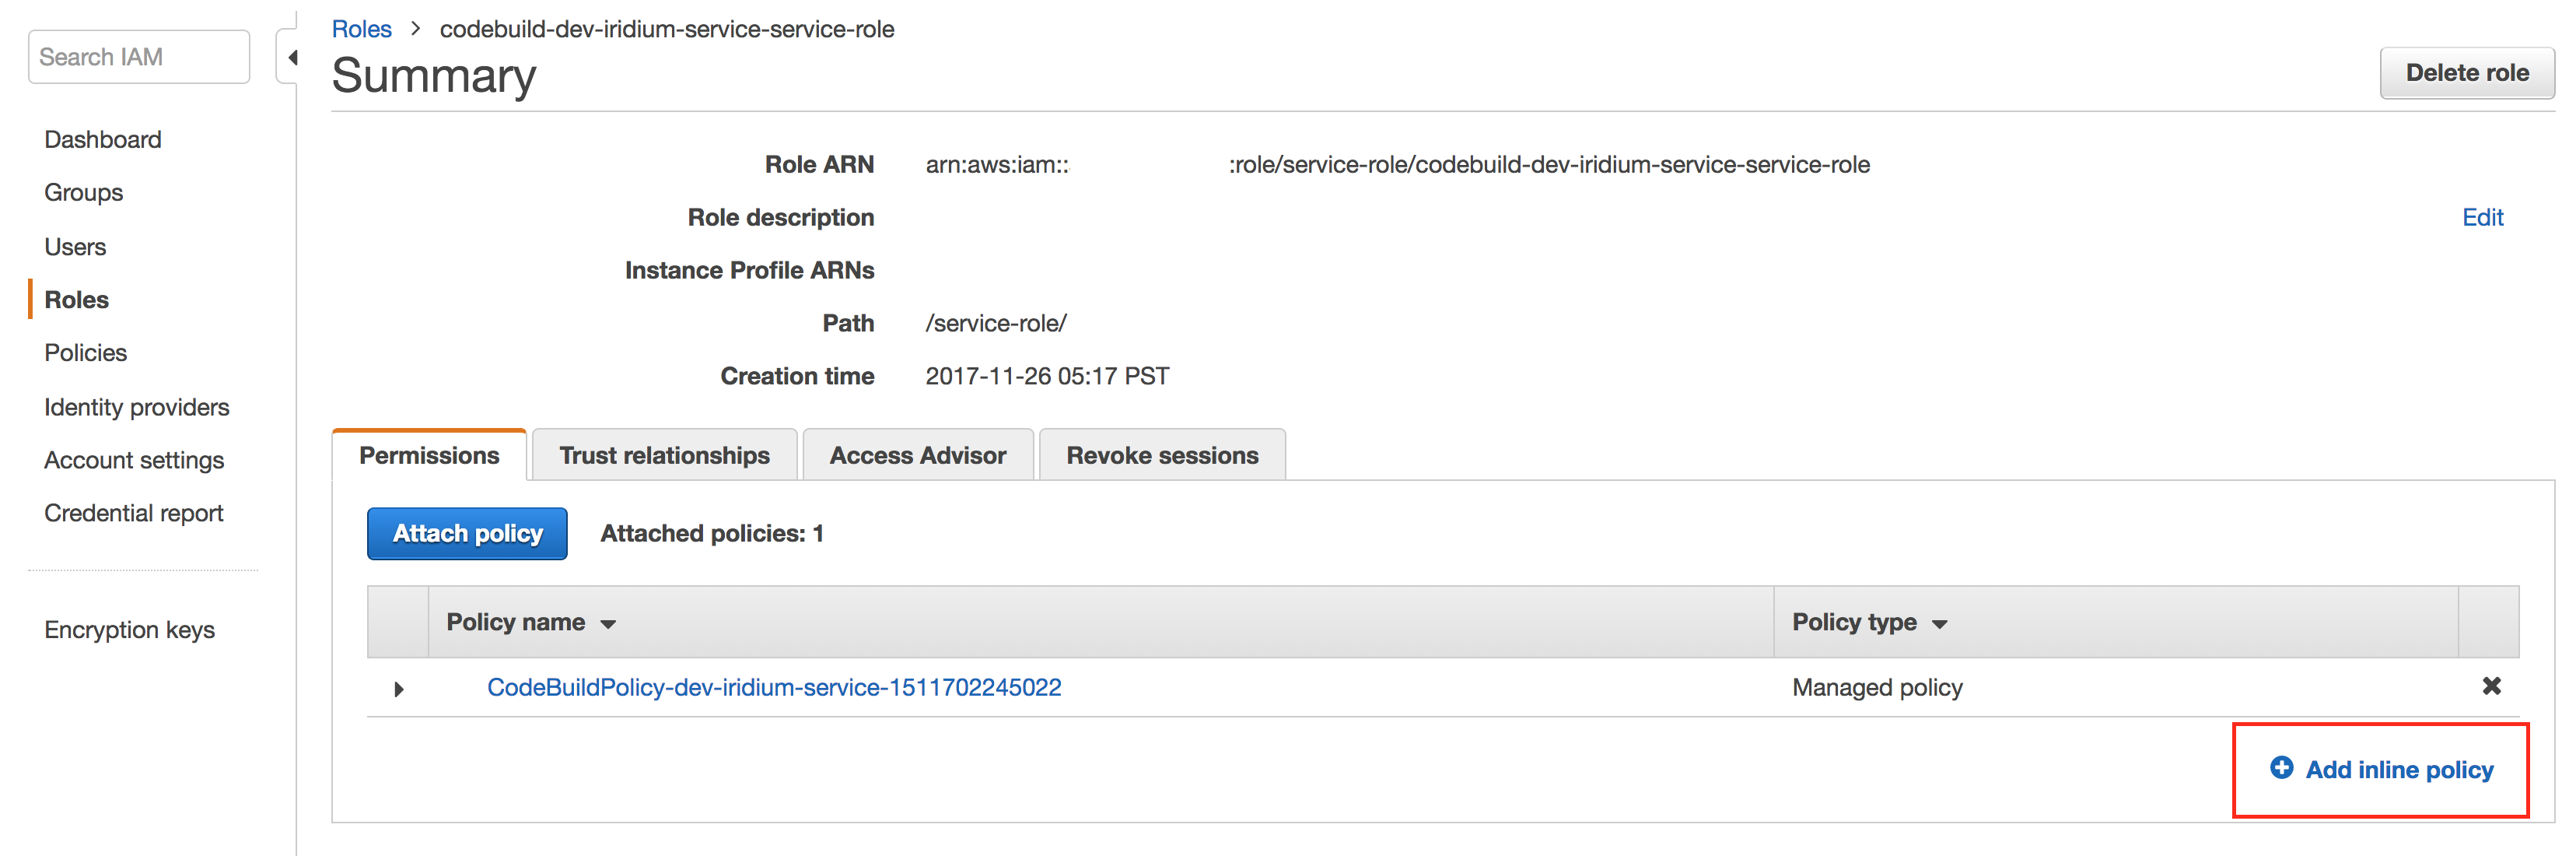 Search IAM
Dashboard
Groups
Users
Roles
Policies
Identity providers
Account settings
Credential report
Encryption keys
Roles > codebuild-dev-iridium-service-service-role
Summary
Delete role
Role ARN arn:aws:iam:: :role/service-role/codebuild-dev-iridium-service-service-role
Role description Edit
Instance Profile ARNs
Path /service-role/
Creation time 2017-11-26 05:17 PST
Permissions Trust relationships Access Advisor Revoke sessions
Attach policy Attached policies: 1
Policy name Policy type
CodeBuildPolicy-dev-iridium-service-1511702245022 Managed policy
Add inline policy